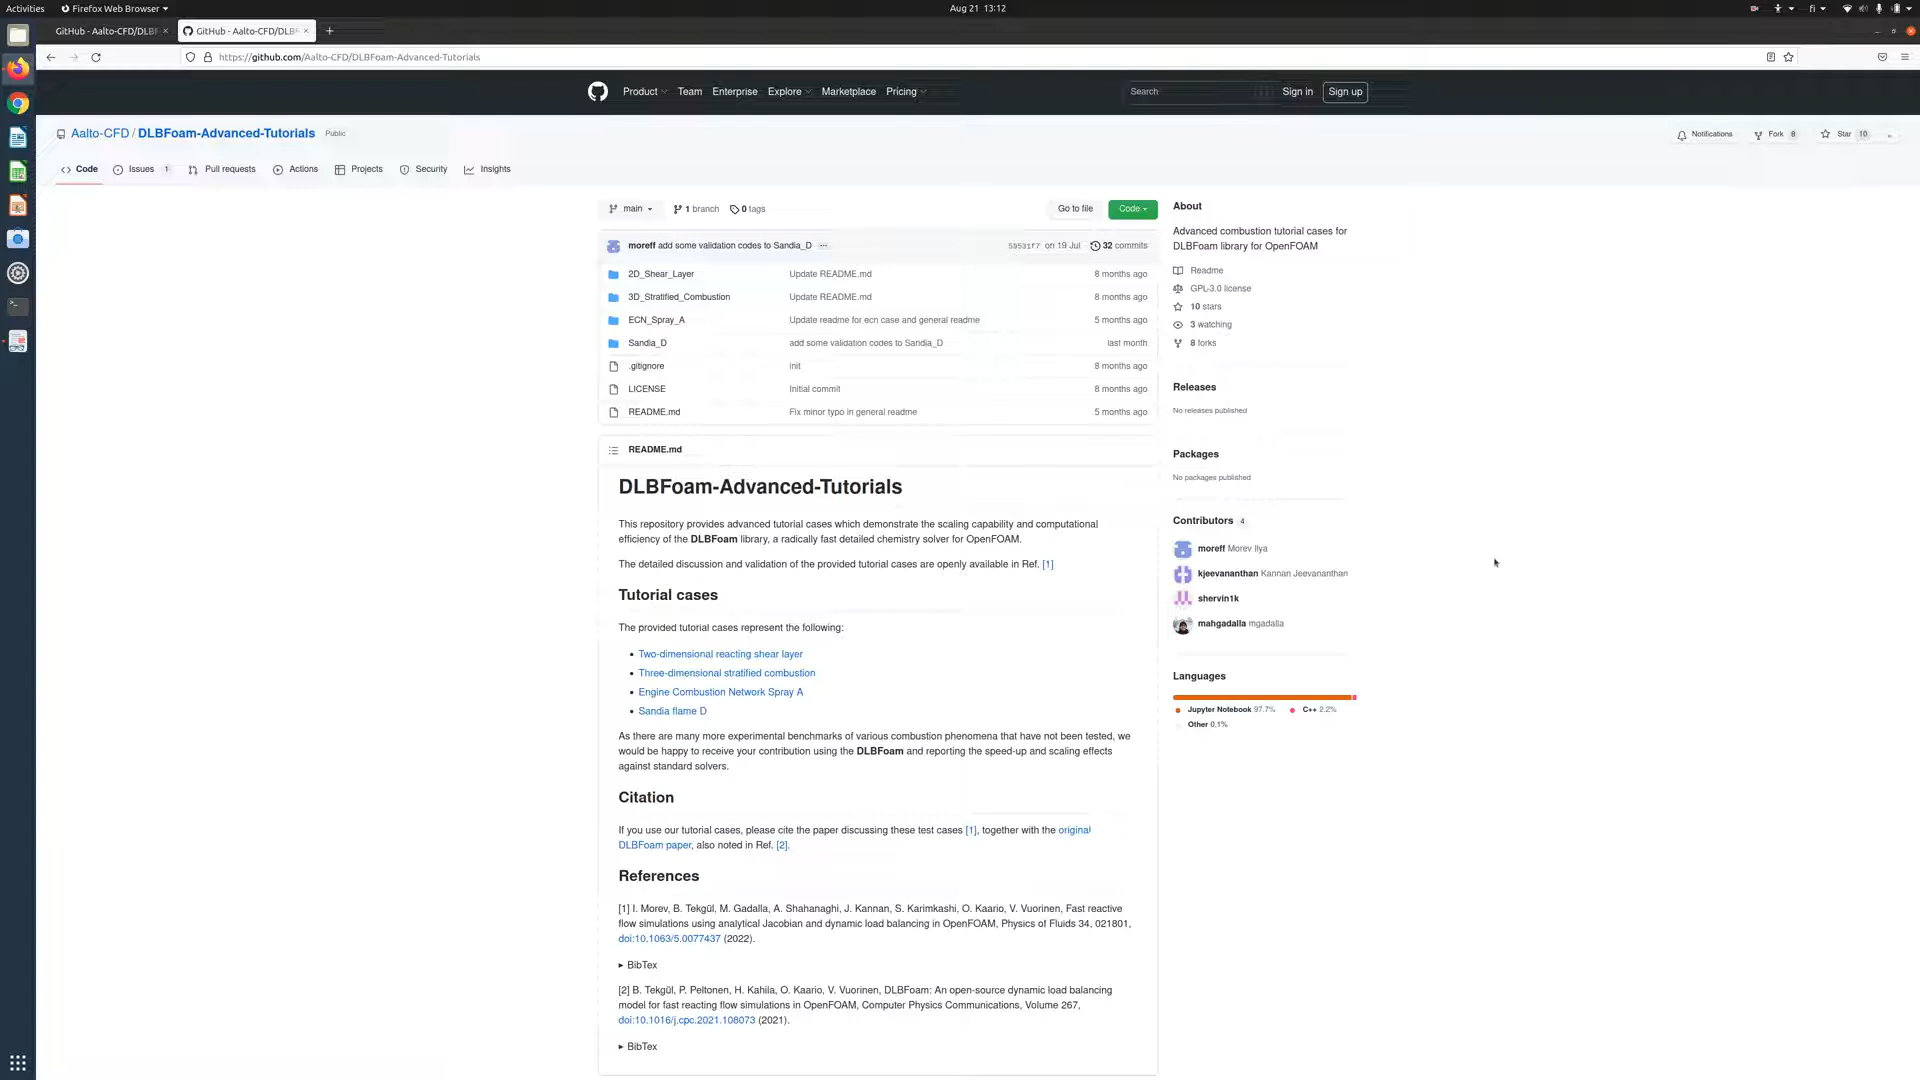 Activities Firefox Web Browser Aug 21 13:12 fi
GitHub - Aalto-CFD/DLBF × GitHub - Aalto-CFD/DLB × +
https://github.com/Aalto-CFD/DLBFoam-Advanced-Tutorials
Product Team Enterprise Explore Marketplace Pricing Search Sign in Sign up
Aalto-CFD / DLBFoam-Advanced-Tutorials Public Notifications Fork 8 Star 10
Code Issues 1 Pull requests Actions Projects Security Insights
main 1 branch 0 tags Go to file Code
moreff add some validation codes to Sandia_D ... on 19 Jul 32 commits
2D_Shear_Layer Update README.md 8 months ago
3D_Stratified_Combustion Update README.md 8 months ago
ECN_Spray_A Update readme for ecn case and general readme 5 months ago
Sandia_D add some validation codes to Sandia_D last month
.gitignore init 8 months ago
LICENSE Initial commit 8 months ago
README.md Fix minor typo in general readme 5 months ago
README.md
DLBFoam-Advanced-Tutorials
This repository provides advanced tutorial cases which demonstrate the scaling capability and computational
efficiency of the DLBFoam library, a radically fast detailed chemistry solver for OpenFOAM.
The detailed discussion and validation of the provided tutorial cases are openly available in Ref. [1]
Tutorial cases
The provided tutorial cases represent the following:
• Two-dimensional reacting shear layer
• Three-dimensional stratified combustion
• Engine Combustion Network Spray A
• Sandia flame D
As there are many more experimental benchmarks of various combustion phenomena that have not been tested, we
would be happy to receive your contribution using the DLBFoam and reporting the speed-up and scaling effects
against standard solvers.
Citation
If you use our tutorial cases, please cite the paper discussing these test cases [1], together with the original
DLBFoam paper, also noted in Ref. [2].
References
[1] I. Morev, B. Tekgül, M. Gadalla, A. Shahanaghi, J. Kannan, S. Karimkashi, O. Kaario, V. Vuorinen, Fast reactive
flow simulations using analytical Jacobian and dynamic load balancing in OpenFOAM, Physics of Fluids 34, 021801,
doi:10.1063/5.0077437 (2022).
▸ BibTex
[2] B. Tekgül, P. Peltonen, H. Kahila, O. Kaario, V. Vuorinen, DLBFoam: An open-source dynamic load balancing
model for fast reacting flow simulations in OpenFOAM, Computer Physics Communications, Volume 267,
doi:10.1016/j.cpc.2021.108073 (2021).
▸ BibTex
About
Advanced combustion tutorial cases for
DLBFoam library for OpenFOAM
Readme
GPL-3.0 license
10 stars
3 watching
8 forks
Releases
No releases published
Packages
No packages published
Contributors 4
moreff Morev Ilya
kjeevananthan Kannan Jeevananthan
shervin1k
mahgadalla mgadalla
Languages
Jupyter Notebook 97.7% C++ 2.2%
Other 0.1%